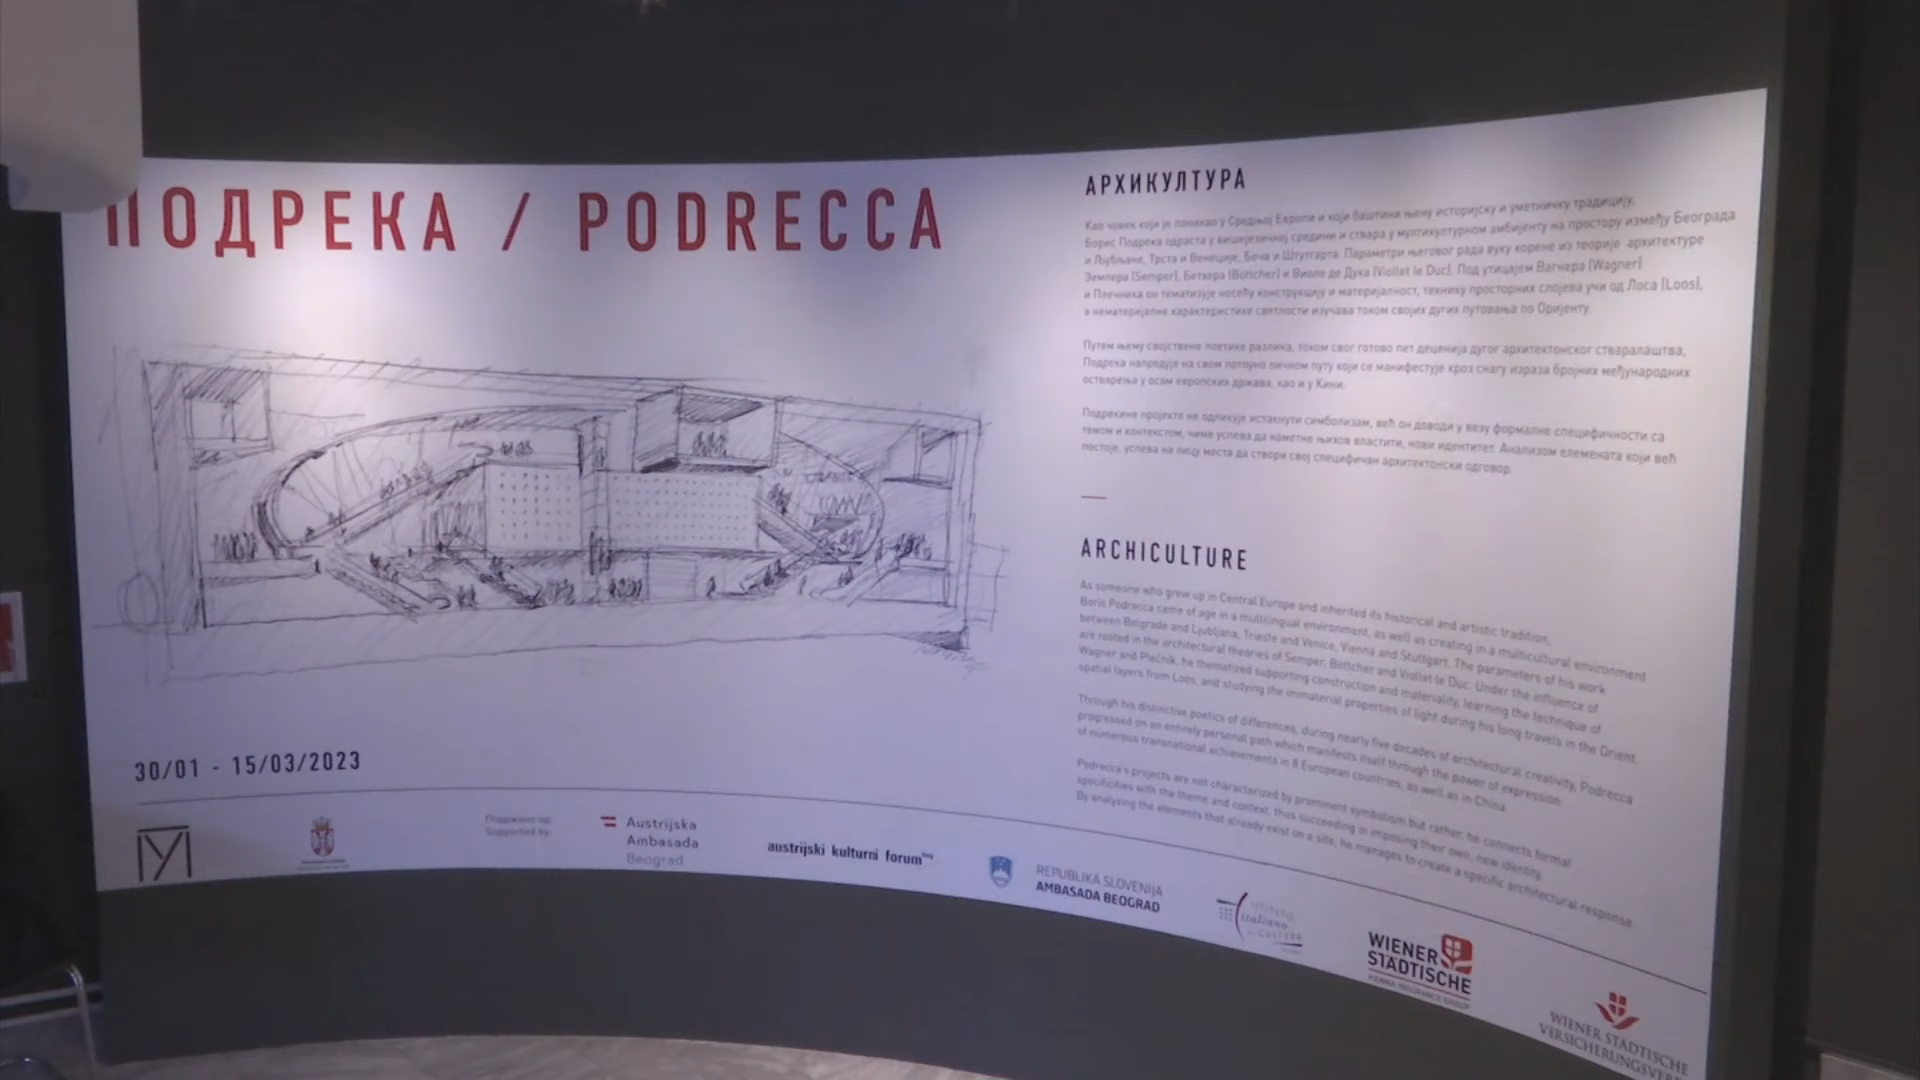 ПОДРЕКА / PODRECCA
30/01 - 15/03/2023
АРХИКУЛТУРА
Као човек који је поникао у Средњој Европи и који баштини њену историјску и уметничку традицију,
Борис Подрека одраста у вишејезичној средини и ствара у мултикултурном амбијенту на простору између Београда
и Љубљане, Трста и Венеције, Беча и Штутгарта. Параметри његовог рада вуку корене из теорије архитектуре
Земпера (Semper), Бетхера (Böttcher) и Виоле де Дука (Viollet le Duc). Под утицајем Вагнера (Wagner)
и Плечника он тематизује носећу конструкцију и материјалност, технику просторних слојева учи од Лоса (Loos),
а нематеријалне карактеристике светлости изучава током својих дугих путовања по Оријенту.
Путем њему својствене поетике разлика, током свог готово пет деценија дугог архитектонског стваралаштва,
Подрека напредује на свом потпуно личном путу који се манифестује кроз снагу израза бројних међународних
остварења у осам европских држава, као и у Кини.
Подрекине пројекте не одликује истакнути симболизам, већ он доводи у везу формалне специфичности са
темом и контекстом, чиме успева да наметне њихов властити, нови идентитет. Анализом елемената који већ
постоје, успева на лицу места да створи свој специфичан архитектонски одговор.
ARCHICULTURE
As someone who grew up in Central Europe and inherited its historical and artistic tradition,
Boris Podrecca came of age in a multilingual environment, as well as creating in a multicultural environment
between Belgrade and Ljubljana, Trieste and Venice, Vienna and Stuttgart. The parameters of his work
are rooted in the architectural theories of Semper, Böttcher and Viollet le Duc. Under the influence of
Wagner and Plečnik, he thematized supporting construction and materiality, learning the technique of
spatial layers from Loos, and studying the immaterial properties of light during his long travels in the Orient.
Through his distinctive poetics of differences, during nearly five decades of architectural creativity, Podrecca
progressed on an entirely personal path which manifests itself through the power of expression
of numerous transnational achievements in 8 European countries, as well as in China.
Podrecca's projects are not characterized by prominent symbolism but rather, he connects formal
specificities with the theme and context, thus succeeding in imposing their own, new identity.
By analyzing the elements that already exist on a site, he manages to create a specific architectural response.
Подржано од:
Supported by:
Austrijska
Ambasada
Beograd
austrijski kulturni forum
REPUBLIKA SLOVENIJA
AMBASADA BEOGRAD
ISTITUTO
italiano
di CULTURA
WIENER
STÄDTISCHE
VIENNA INSURANCE GROUP
WIENER STÄDTISCHE